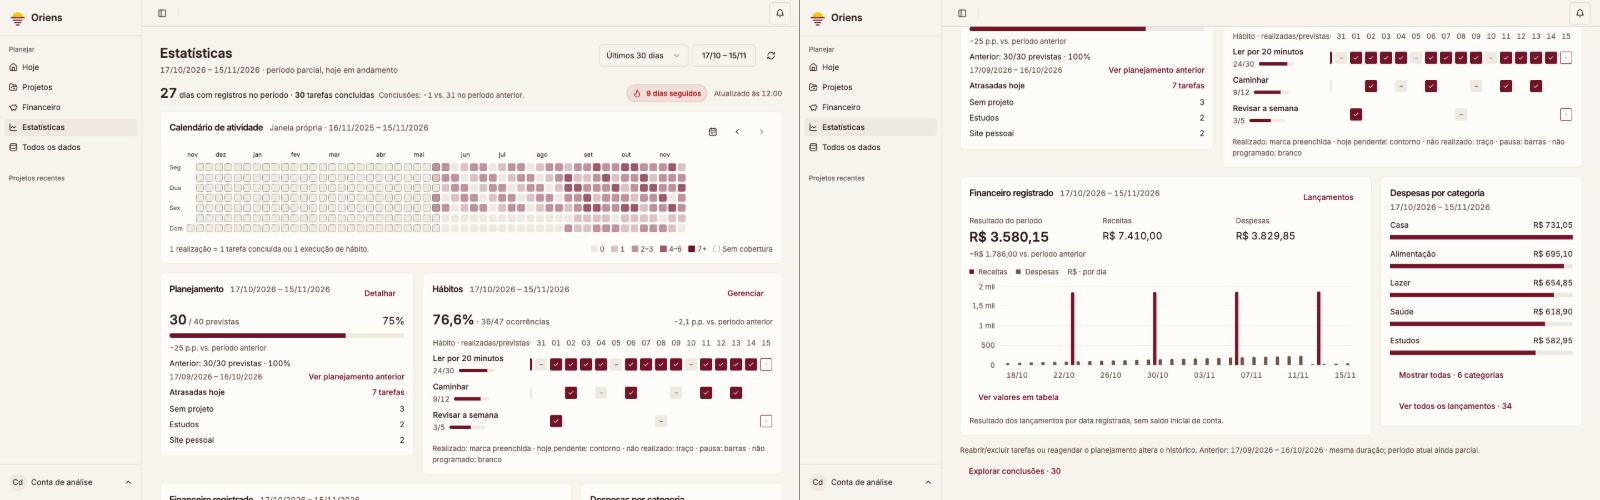 Oriens
Planejar
Hoje
Projetos
Financeiro
Estatísticas
Todos os dados
Projetos recentes
Cd Conta de análise
Estatísticas
17/10/2026 – 15/11/2026 · período parcial, hoje em andamento
Últimos 30 dias
17/10 – 15/11
27 dias com registros no período · 30 tarefas concluídas Conclusões: -1 vs. 31 no período anterior.
9 dias seguidos
Atualizado às 12:00
Calendário de atividade Janela própria · 16/11/2025 – 15/11/2026
nov dez jan fev mar abr mai jun jul ago set out nov
Seg
Qua
Sex
Dom
1 realização = 1 tarefa concluída ou 1 execução de hábito.
0 1 2–3 4–6 7+ Sem cobertura
Planejamento 17/10/2026 – 15/11/2026
Detalhar
30 / 40 previstas 75%
-25 p.p. vs. período anterior
Anterior: 30/30 previstas · 100%
17/09/2026 – 16/10/2026 Ver planejamento anterior
Atrasadas hoje 7 tarefas
Sem projeto 3
Estudos 2
Site pessoal 2
Hábitos 17/10/2026 – 15/11/2026
Gerenciar
76,6% · 36/47 ocorrências -2,1 p.p. vs. período anterior
Hábito · realizadas/previstas 31 01 02 03 04 05 06 07 08 09 10 11 12 13 14 15
Ler por 20 minutos
24/30
Caminhar
9/12
Revisar a semana
3/5
Realizado: marca preenchida · hoje pendente: contorno · não realizado: traço · pausa: barras · não
programado: branco
Financeiro registrado 17/10/2026 – 15/11/2026
Despesas por categoria
Oriens
Planejar
Hoje
Projetos
Financeiro
Estatísticas
Todos os dados
Projetos recentes
Cd Conta de análise
-25 p.p. vs. período anterior
Anterior: 30/30 previstas · 100%
17/09/2026 – 16/10/2026 Ver planejamento anterior
Atrasadas hoje 7 tarefas
Sem projeto 3
Estudos 2
Site pessoal 2
Hábito · realizadas/previstas 31 01 02 03 04 05 06 07 08 09 10 11 12 13 14 15
Ler por 20 minutos
24/30
Caminhar
9/12
Revisar a semana
3/5
Realizado: marca preenchida · hoje pendente: contorno · não realizado: traço · pausa: barras · não
programado: branco
Financeiro registrado 17/10/2026 – 15/11/2026
Lançamentos
Resultado do período Receitas Despesas
R$ 3.580,15 R$ 7.410,00 R$ 3.829,85
-R$ 1.786,00 vs. período anterior
Receitas Despesas R$ · por dia
2 mil
1,5 mil
1 mil
500
0
18/10 22/10 26/10 30/10 03/11 07/11 11/11 15/11
Ver valores em tabela
Resultado dos lançamentos por data registrada, sem saldo inicial de conta.
Despesas por categoria
17/10/2026 – 15/11/2026
Casa R$ 731,05
Alimentação R$ 695,10
Lazer R$ 654,85
Saúde R$ 618,90
Estudos R$ 582,95
Mostrar todas · 6 categorias
Ver todos os lançamentos · 34
Reabrir/excluir tarefas ou reagendar o planejamento altera o histórico. Anterior: 17/09/2026 – 16/10/2026 · mesma duração; período atual ainda parcial.
Explorar conclusões · 30